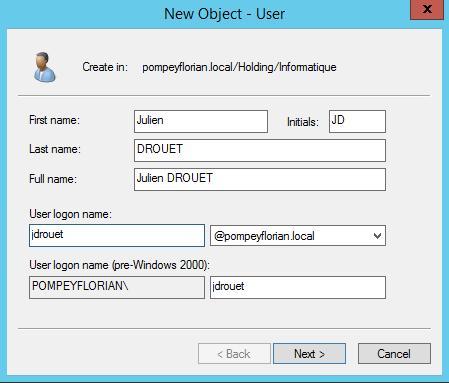 New Object - User
x
Create in: pompeyflorian.local/Holding/Informatique
First name: Julien Initials: JD
Last name: DROUET
Full name: Julien DROUET
User logon name:
jdrouet @pompeyflorian.local
User logon name (pre-Windows 2000):
POMPEYFLORIAN\ jdrouet
< Back Next > Cancel